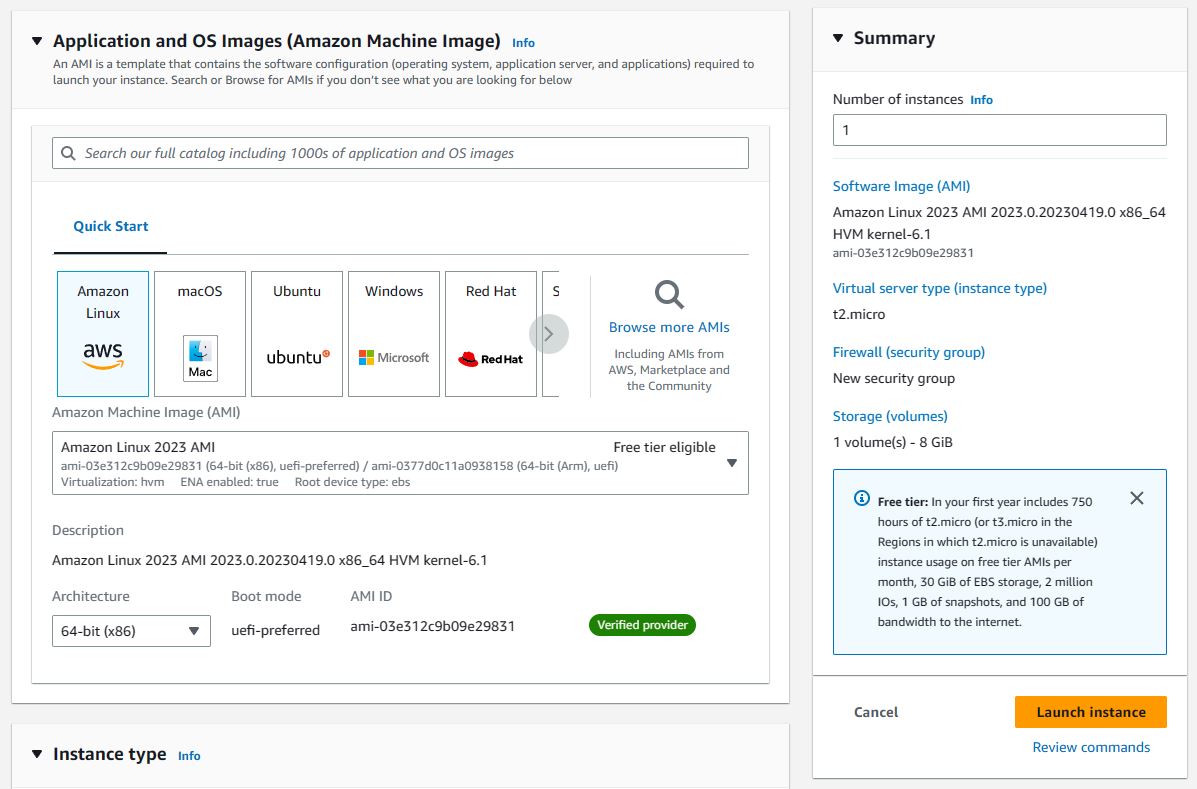 Application and OS Images (Amazon Machine Image) Info
An AMI is a template that contains the software configuration (operating system, application server, and applications) required to
launch your instance. Search or Browse for AMIs if you don't see what you are looking for below
Search our full catalog including 1000s of application and OS images
Quick Start
Amazon
Linux
aws
macOS
Mac
Ubuntu
ubuntu
Windows
Microsoft
Red Hat
Red Hat
S
Browse more AMIs
Including AMIs from
AWS, Marketplace and
the Community
Amazon Machine Image (AMI)
Amazon Linux 2023 AMI
Free tier eligible
ami-03e312c9b09e29831 (64-bit (x86), uefi-preferred) / ami-0377d0c11a0938158 (64-bit (Arm), uefi)
Virtualization: hvm ENA enabled: true Root device type: ebs
Description
Amazon Linux 2023 AMI 2023.0.20230419.0 x86_64 HVM kernel-6.1
Architecture
Boot mode
AMI ID
64-bit (x86)
uefi-preferred
ami-03e312c9b09e29831
Verified provider
Instance type Info
Summary
Number of instances Info
1
Software Image (AMI)
Amazon Linux 2023 AMI 2023.0.20230419.0 x86_64
HVM kernel-6.1
ami-03e312c9b09e29831
Virtual server type (instance type)
t2.micro
Firewall (security group)
New security group
Storage (volumes)
1 volume(s) - 8 GiB
Free tier: In your first year includes 750
hours of t2.micro (or t3.micro in the
Regions in which t2.micro is unavailable)
instance usage on free tier AMIs per
month, 30 GiB of EBS storage, 2 million
IOs, 1 GB of snapshots, and 100 GB of
bandwidth to the internet.
Cancel
Launch instance
Review commands